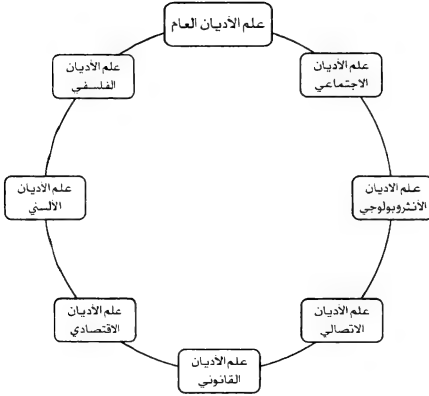 علم الأديان العام
علم الأديان
الاجتماعي
علم الاديان
الأنثروبولوجي
علم الأديان
الاتصالي
علم الأديان
القانوني
علم الأديان
الاقتصادي
علم الأديان
الألسني
علم الأديان
الفلسفي